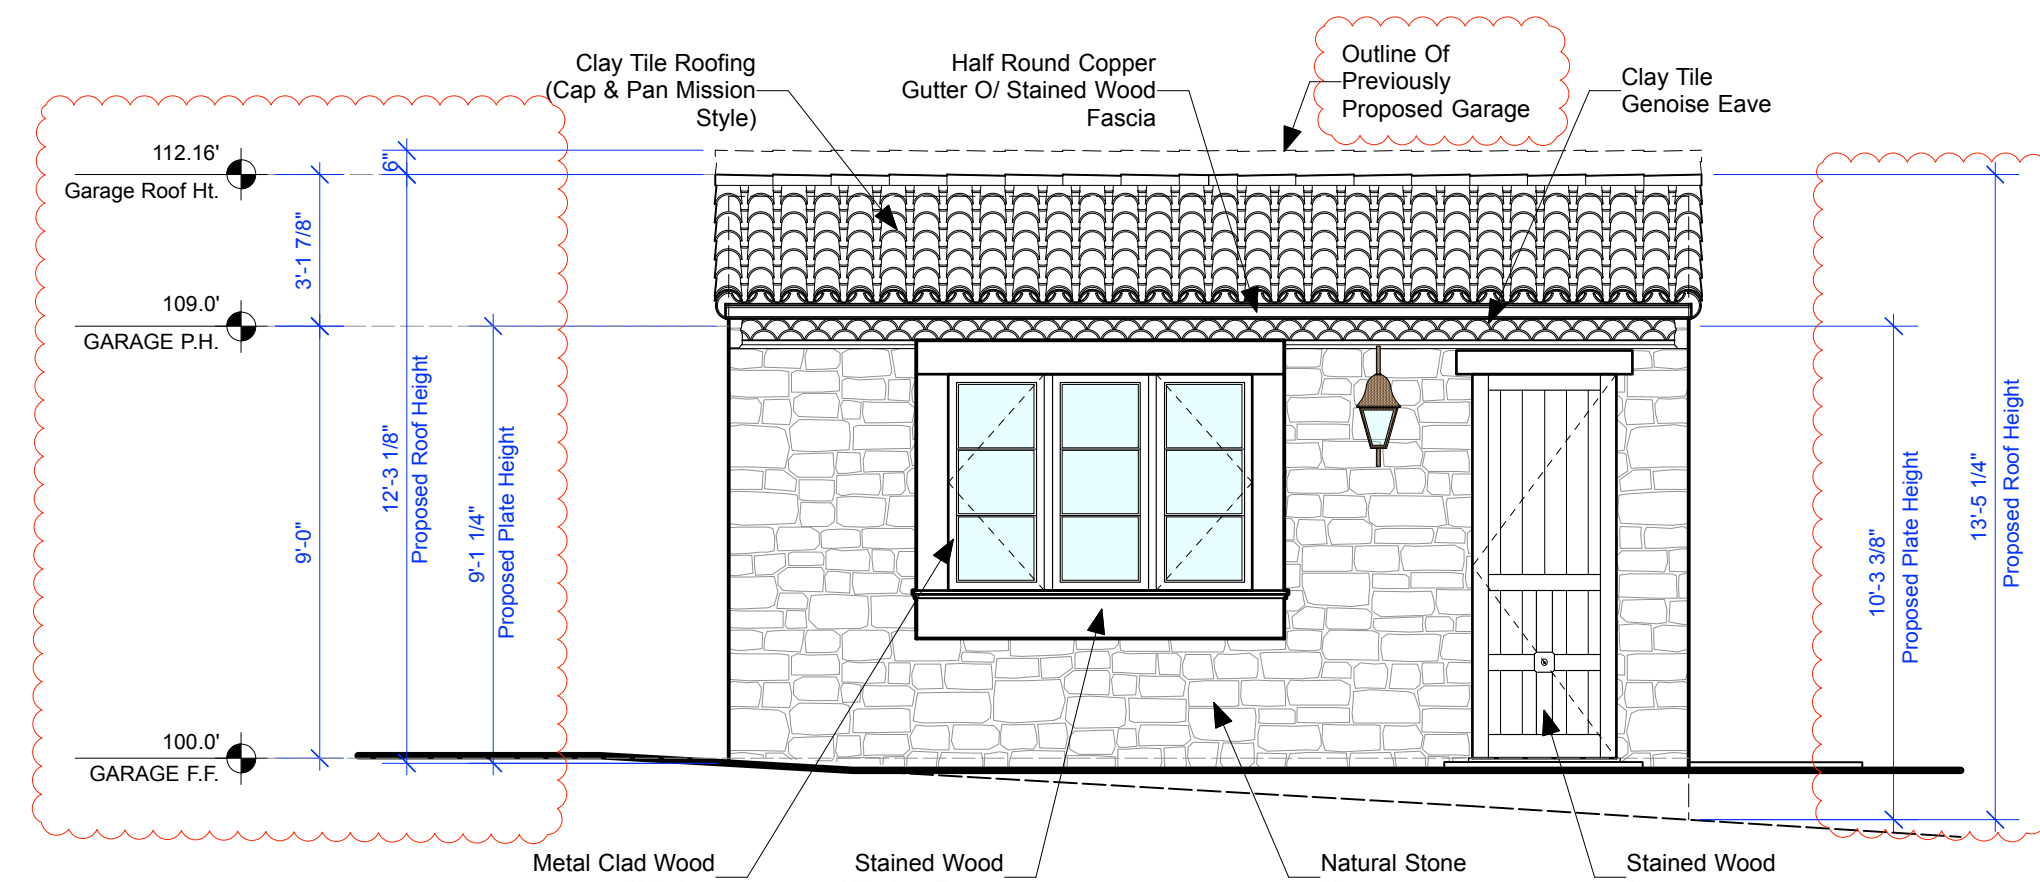 Clay Tile Roofing
(Cap & Pan Mission
Style)
Half Round Copper
Gutter O/ Stained Wood
Fascia
Outline Of
Previously
Proposed Garage
Clay Tile
Genoise Eave
112.16'
Garage Roof Ht.
109.0'
GARAGE P.H.
100.0'
GARAGE F.F.
3'-1 7/8"
9'-0"
6"
12'-3 1/8"
Proposed Roof Height
9'-1 1/4"
Proposed Plate Height
10'-3 3/8"
Proposed Plate Height
13'-5 1/4"
Proposed Roof Height
Metal Clad Wood
Stained Wood
Natural Stone
Stained Wood